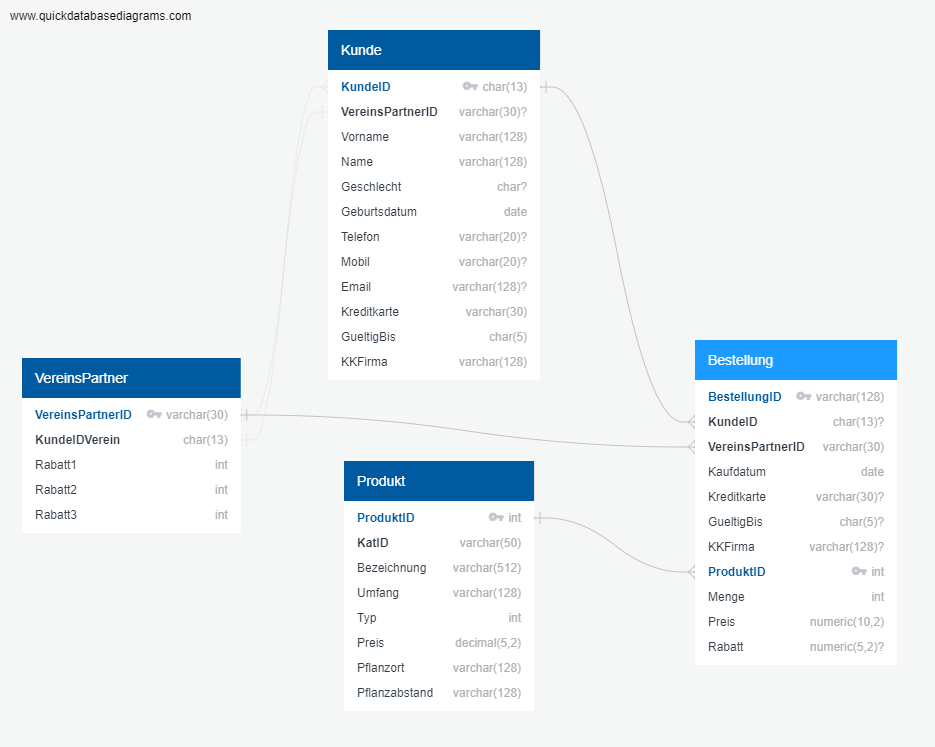 www.quickdatabasediagrams.com
Kunde
KundeID char(13)
VereinsPartnerID varchar(30)?
Vorname varchar(128)
Name varchar(128)
Geschlecht char?
Geburtsdatum date
Telefon varchar(20)?
Mobil varchar(20)?
Email varchar(128)?
Kreditkarte varchar(30)
GueltigBis char(5)
KKFirma varchar(128)
VereinsPartner
VereinsPartnerID varchar(30)
KundeIDVerein char(13)
Rabatt1 int
Rabatt2 int
Rabatt3 int
Produkt
ProduktID int
KatID varchar(50)
Bezeichnung varchar(512)
Umfang varchar(128)
Typ int
Preis decimal(5,2)
Pflanzort varchar(128)
Pflanzabstand varchar(128)
Bestellung
BestellungID varchar(128)
KundeID char(13)?
VereinsPartnerID varchar(30)
Kaufdatum date
Kreditkarte varchar(30)?
GueltigBis char(5)?
KKFirma varchar(128)?
ProduktID int
Menge int
Preis numeric(10,2)
Rabatt numeric(5,2)?